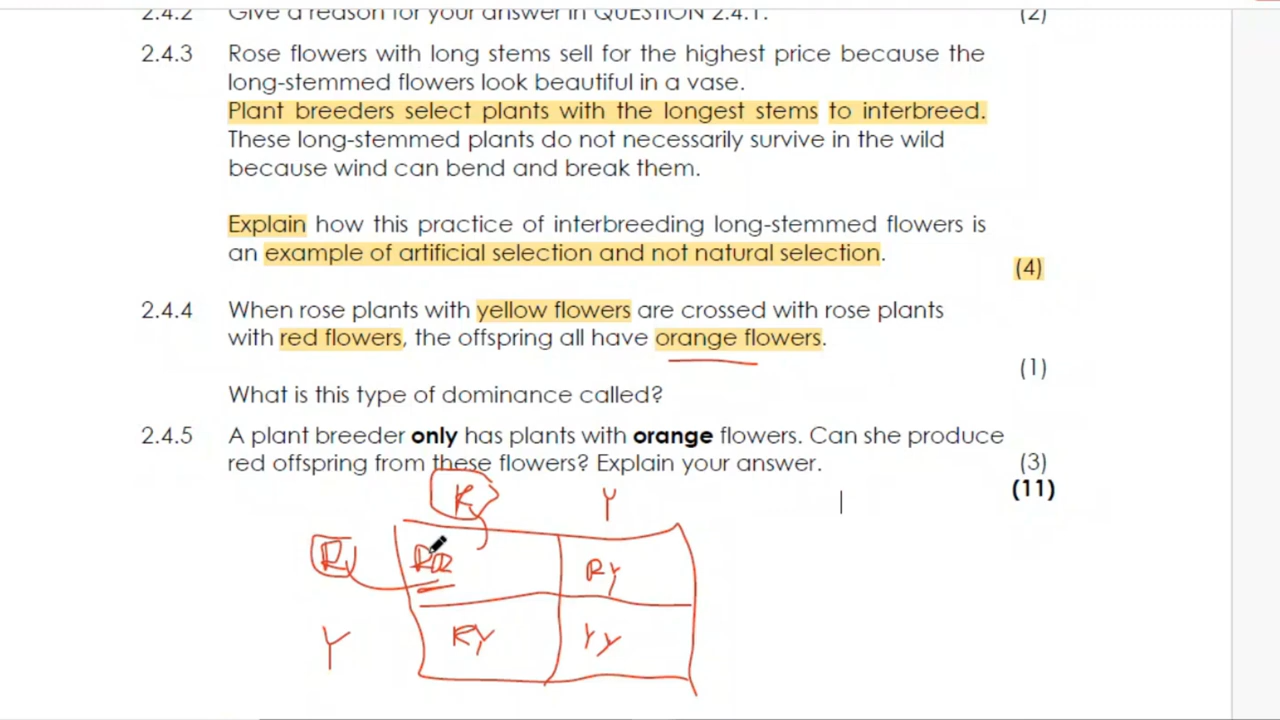 2.4.2 Give a reason for your answer in QUESTION 2.4.1. (2)
2.4.3 Rose flowers with long stems sell for the highest price because the
long-stemmed flowers look beautiful in a vase.
Plant breeders select plants with the longest stems to interbreed.
These long-stemmed plants do not necessarily survive in the wild
because wind can bend and break them.
Explain how this practice of interbreeding long-stemmed flowers is
an example of artificial selection and not natural selection.
(4)
2.4.4 When rose plants with yellow flowers are crossed with rose plants
with red flowers, the offspring all have orange flowers.
(1)
What is this type of dominance called?
2.4.5 A plant breeder only has plants with orange flowers. Can she produce
red offspring from these flowers? Explain your answer. (3)
(11)
R Y
R RR RY
Y RY YY